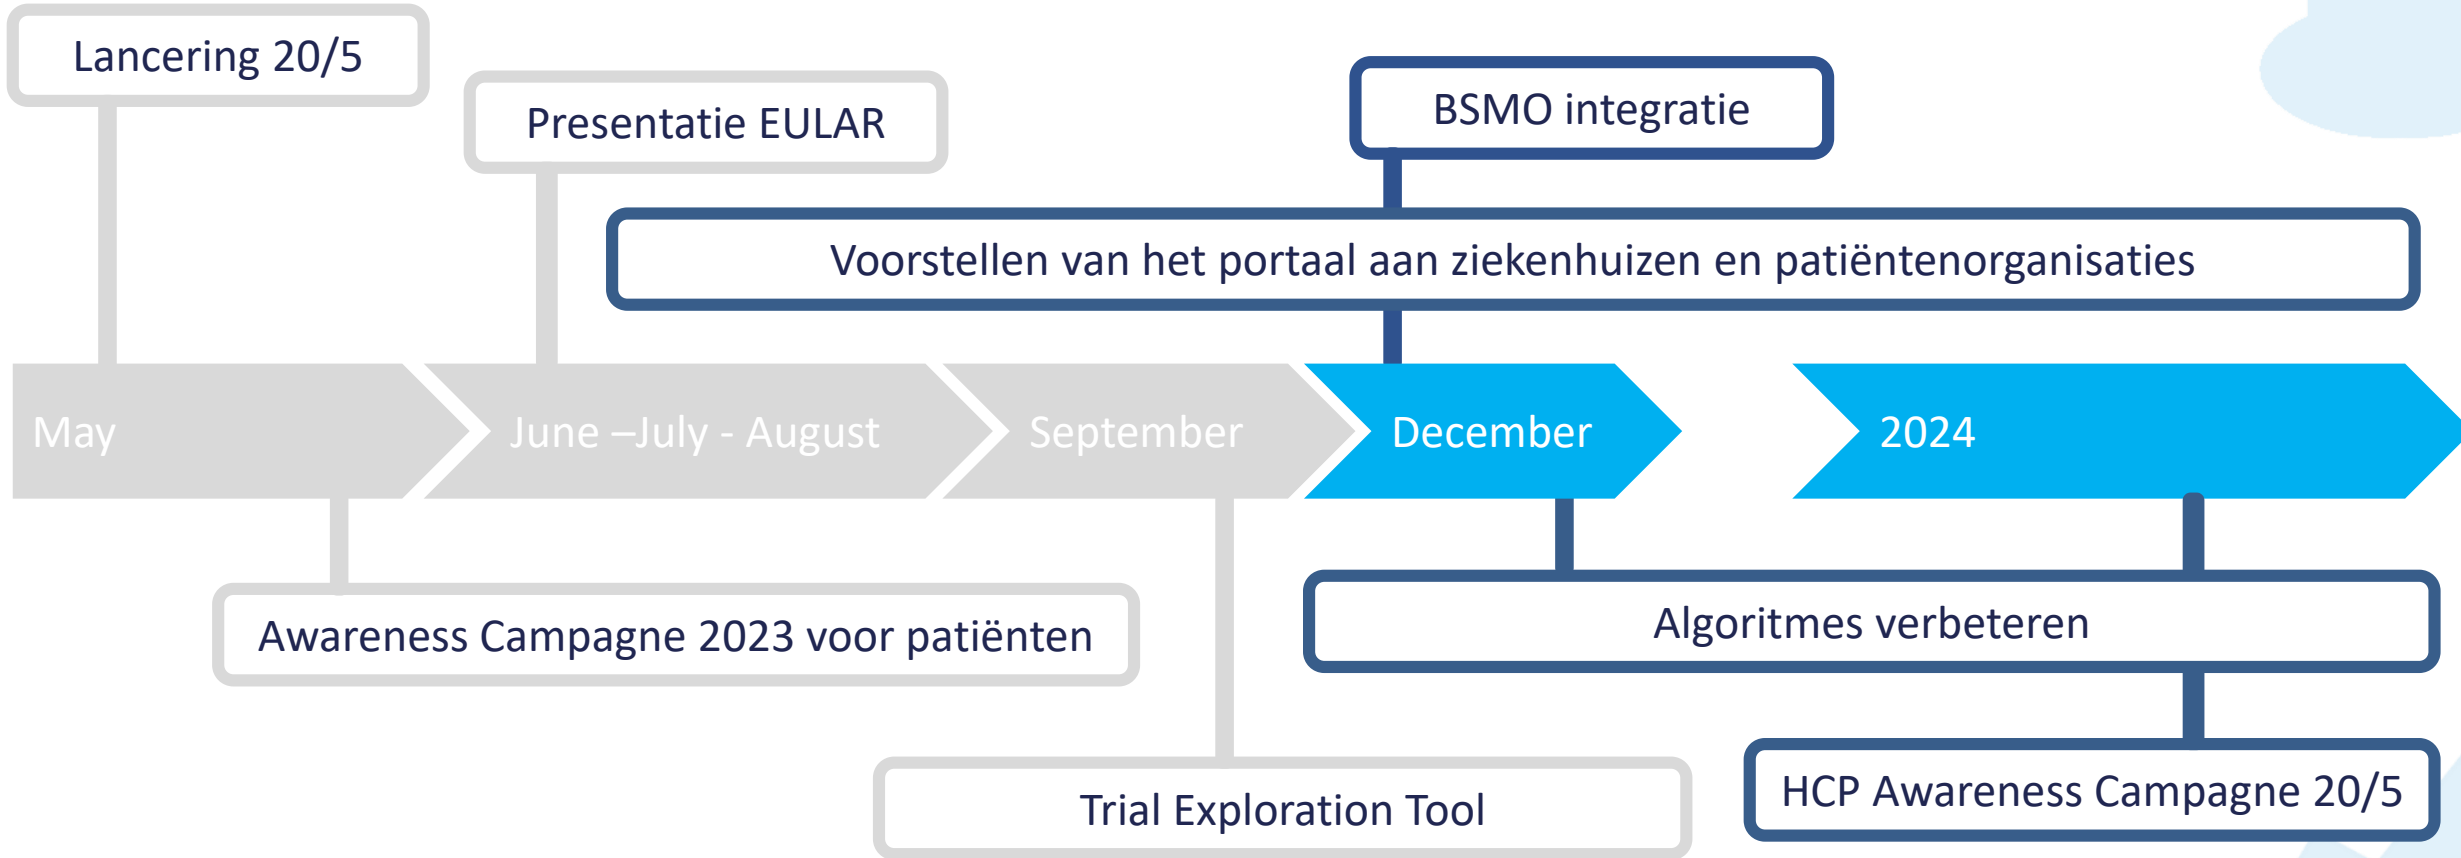 Lancering 20/5
Presentatie EULAR
BSMO integratie
Voorstellen van het portaal aan ziekenhuizen en patiëntenorganisaties
May
June –July - August
September
December
2024
Awareness Campagne 2023 voor patiënten
Algoritmes verbeteren
Trial Exploration Tool
HCP Awareness Campagne 20/5